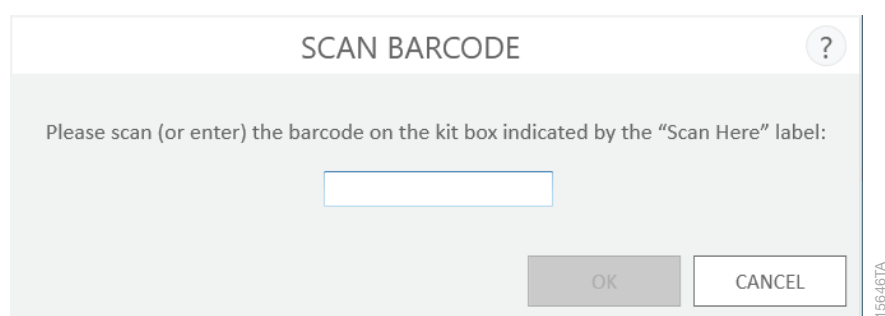 SCAN BARCODE
?
Please scan (or enter) the barcode on the kit box indicated by the “Scan Here” label:
OK
CANCEL
15646TA